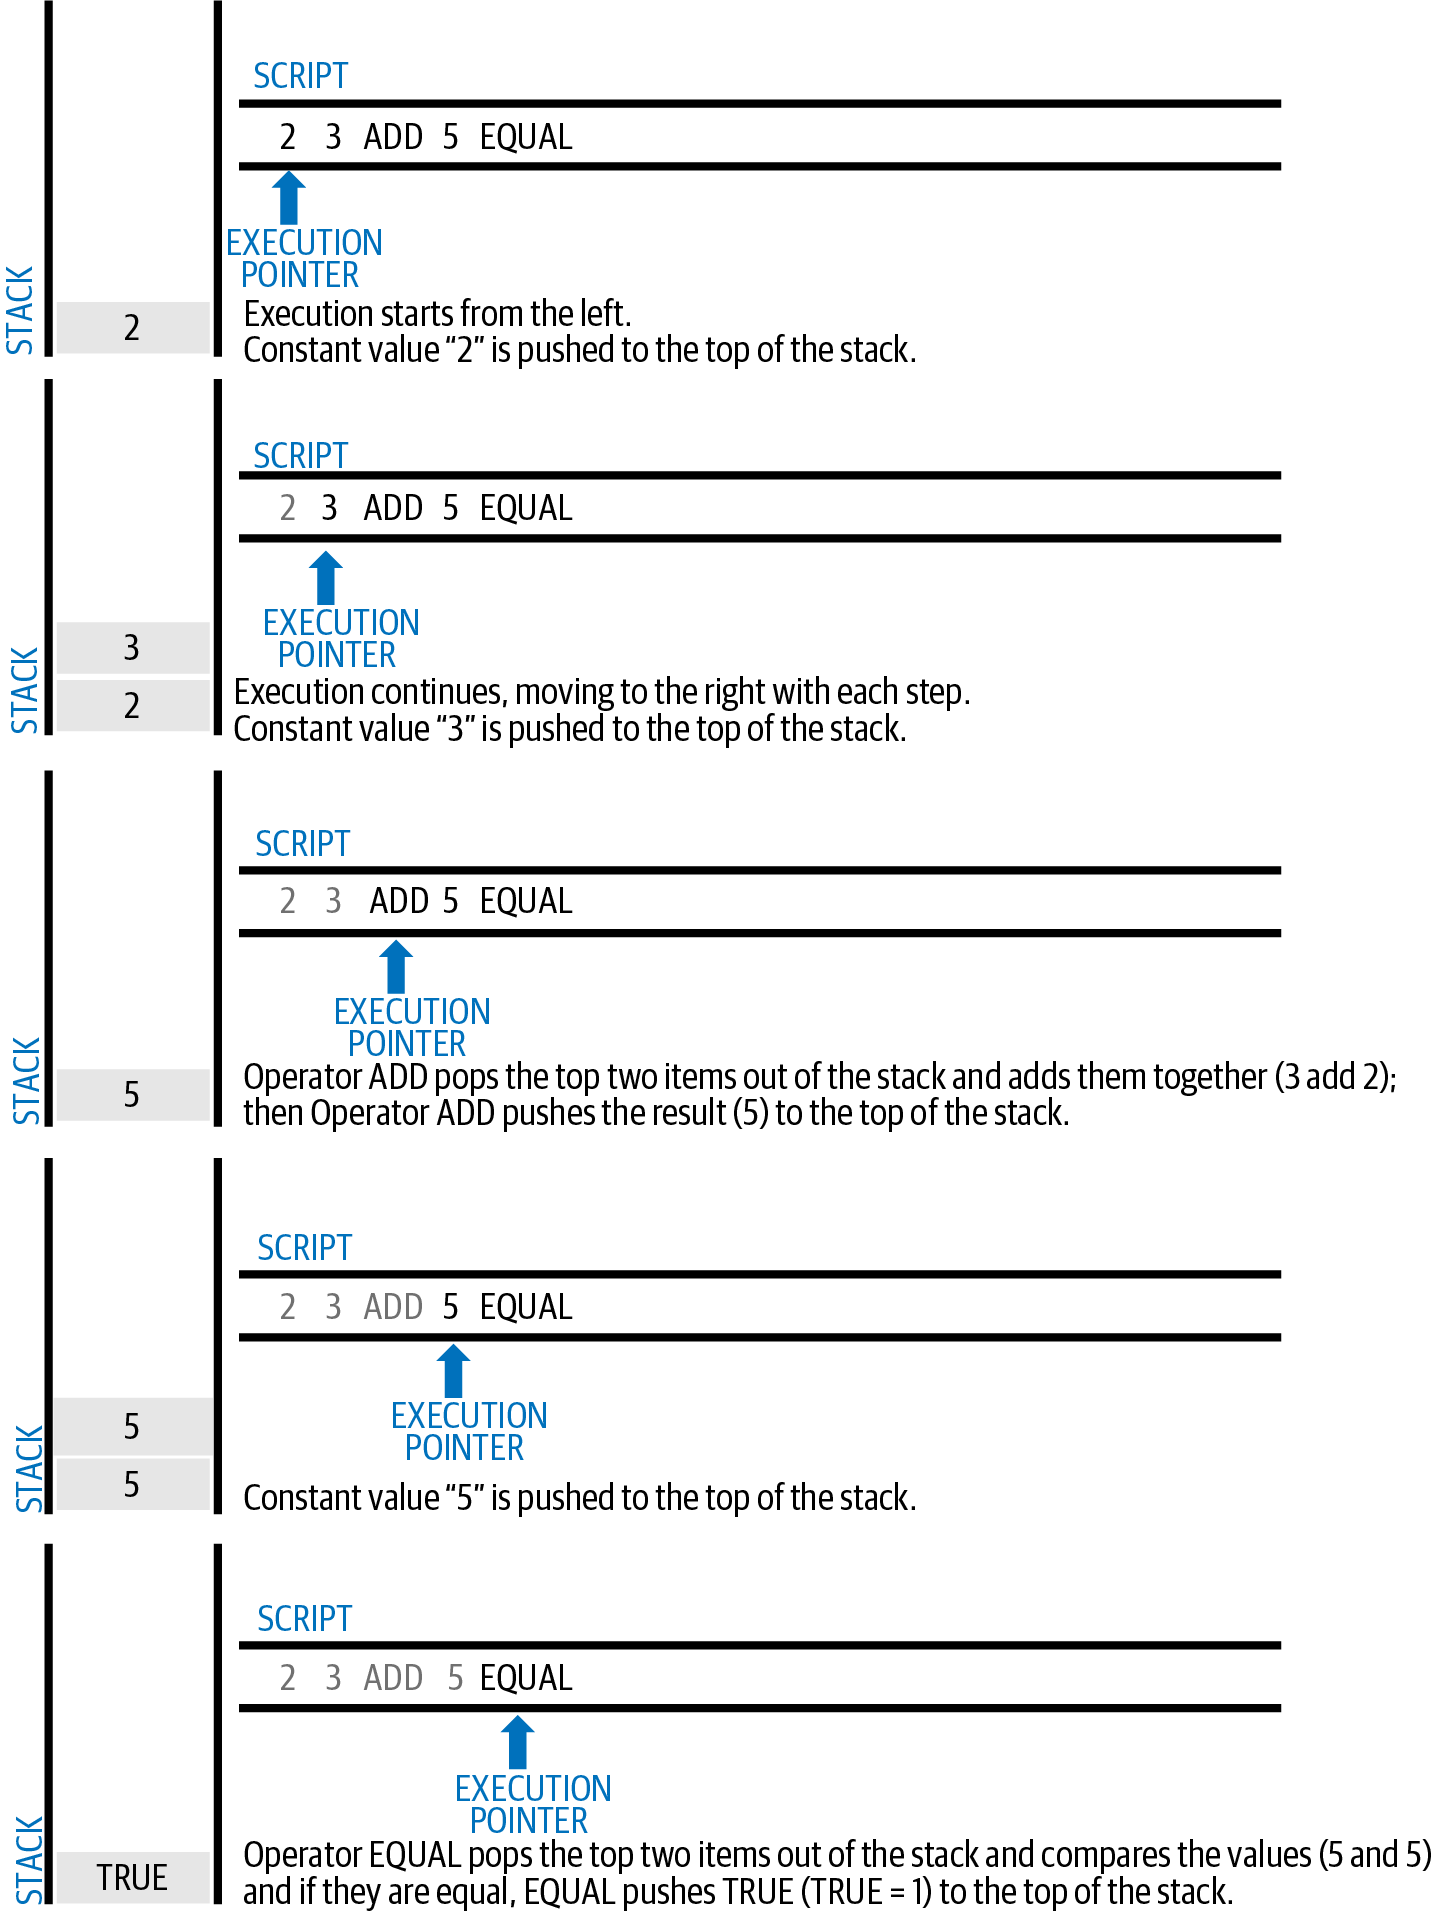 SCRIPT
2 3 ADD 5 EQUAL
EXECUTION
POINTER
STACK
2
Execution starts from the left.
Constant value “2” is pushed to the top of the stack.
SCRIPT
2 3 ADD 5 EQUAL
EXECUTION
POINTER
STACK
3
2
Execution continues, moving to the right with each step.
Constant value “3” is pushed to the top of the stack.
SCRIPT
2 3 ADD 5 EQUAL
EXECUTION
POINTER
STACK
5
Operator ADD pops the top two items out of the stack and adds them together (3 add 2);
then Operator ADD pushes the result (5) to the top of the stack.
SCRIPT
2 3 ADD 5 EQUAL
EXECUTION
POINTER
STACK
5
5
Constant value “5” is pushed to the top of the stack.
SCRIPT
2 3 ADD 5 EQUAL
EXECUTION
POINTER
STACK
TRUE
Operator EQUAL pops the top two items out of the stack and compares the values (5 and 5)
and if they are equal, EQUAL pushes TRUE (TRUE = 1) to the top of the stack.